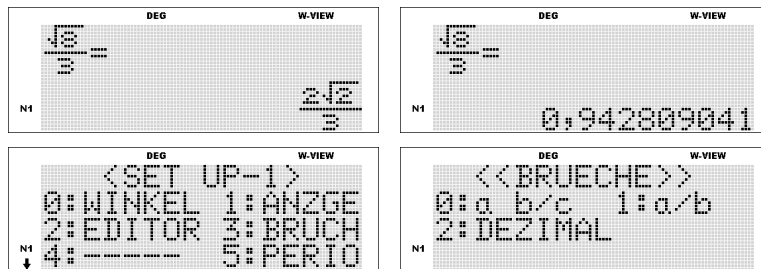 DEG W-VIEW
√8/3=
N1
2√2/3
DEG W-VIEW
√8/3=
N1
0,942809041
DEG W-VIEW
<SET UP-1>
0:WINKEL 1:ANZGE
2:EDITOR 3:BRUCH
N1
4:----- 5:PERIO
DEG W-VIEW
<<BRUECHE>>
0:a b/c 1:a/b
2:DEZIMAL
N1